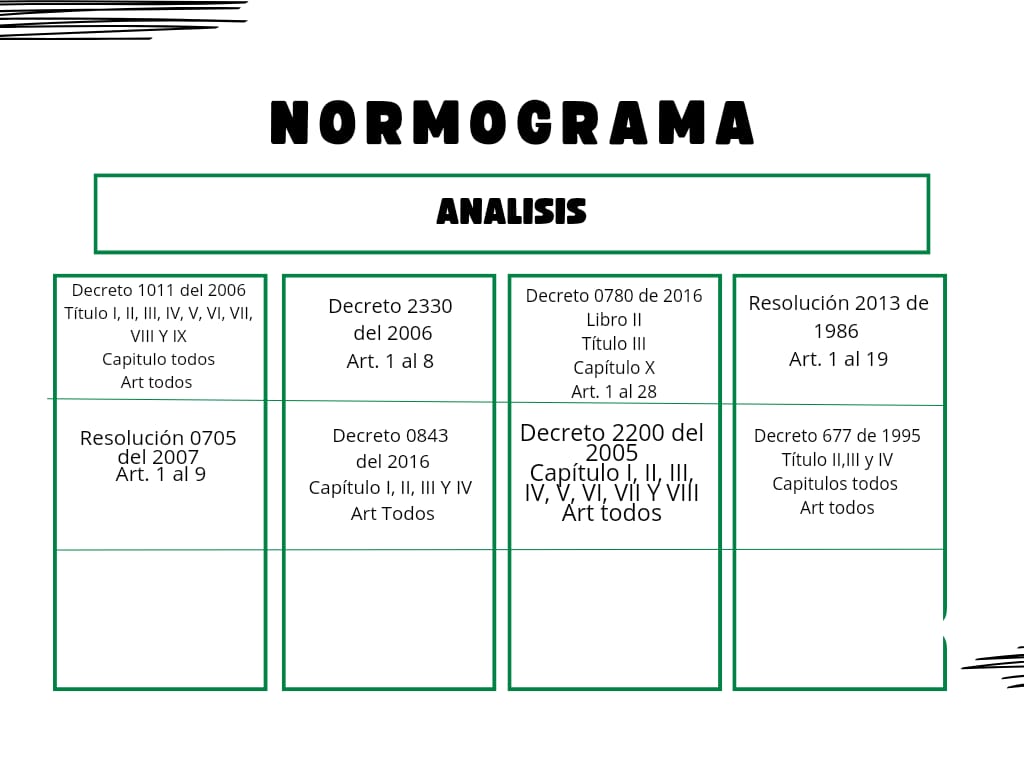 NORMOGRAMA
ANALISIS
Decreto 1011 del 2006
Título I, II, III, IV, V, VI, VII,
VIII Y IX
Capitulo todos
Art todos
Decreto 2330
del 2006
Art. 1 al 8
Decreto 0780 de 2016
Libro II
Título III
Capítulo X
Art. 1 al 28
Resolución 2013 de
1986
Art. 1 al 19
Resolución 0705
del 2007
Art. 1 al 9
Decreto 0843
del 2016
Capítulo I, II, III Y IV
Art Todos
Decreto 2200 del
2005
Capítulo I, II, III,
IV, V, VI, VII Y VIII
Art todos
Decreto 677 de 1995
Título II,III y IV
Capitulos todos
Art todos